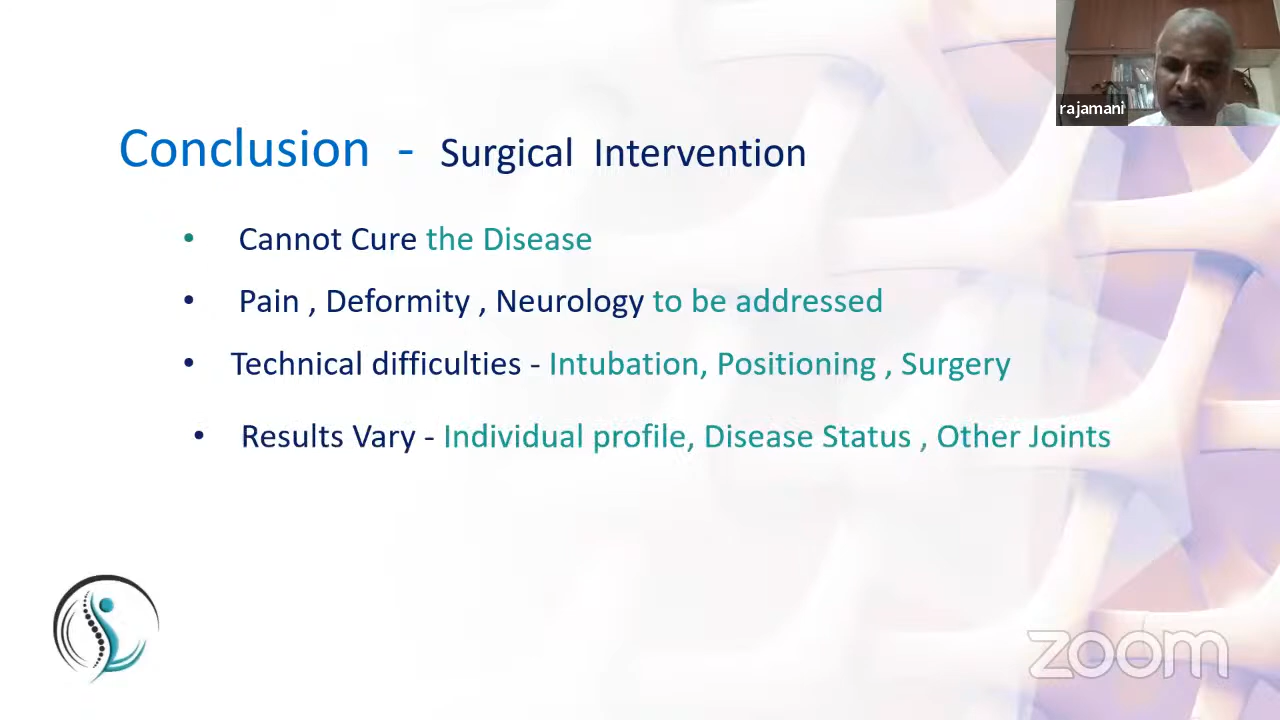 rajamani
Conclusion - Surgical Intervention
• Cannot Cure the Disease
• Pain , Deformity , Neurology to be addressed
• Technical difficulties - Intubation, Positioning , Surgery
• Results Vary - Individual profile, Disease Status , Other Joints
zoom